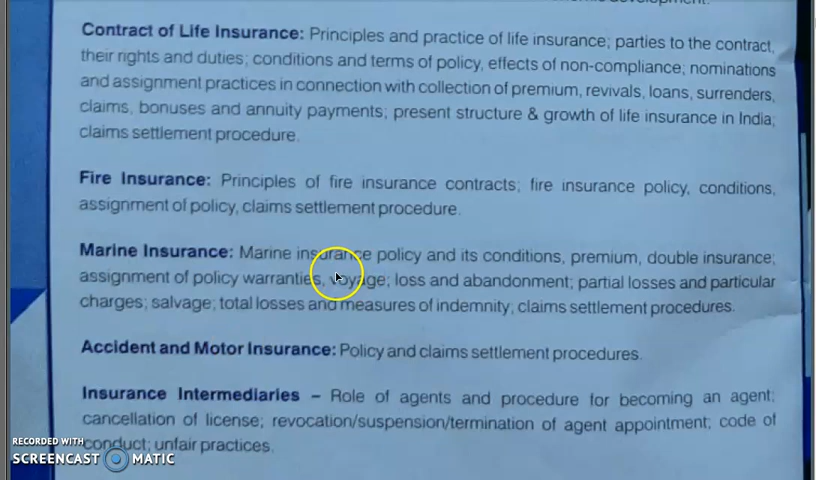 Contract of Life Insurance: Principles and practice of life insurance; parties to the contract,
their rights and duties; conditions and terms of policy, effects of non-compliance; nominations
and assignment practices in connection with collection of premium, revivals, loans, surrenders,
claims, bonuses and annuity payments; present structure & growth of life insurance in India;
claims settlement procedure.
Fire Insurance: Principles of fire insurance contracts; fire insurance policy, conditions,
assignment of policy, claims settlement procedure.
Marine Insurance: Marine insurance policy and its conditions, premium, double insurance;
assignment of policy warranties, voyage; loss and abandonment; partial losses and particular
charges; salvage; total losses and measures of indemnity, claims settlement procedures.
Accident and Motor Insurance: Policy and claims settlement procedures.
Insurance Intermediaries – Role of agents and procedure for becoming an agent;
cancellation of license; revocation/suspension/termination of agent appointment; code of
conduct; unfair practices.
RECORDED WITH
SCREENCAST MATIC